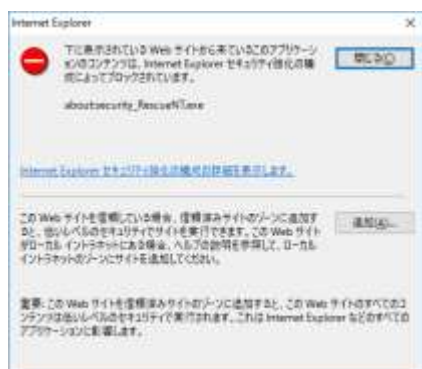 Internet Explorer
下に表示されている Web サイトから来ているこのアプリケーシ
ョンのコンテンツは、Internet Explorer セキュリティ強化の構
成によってブロックされています。
閉じる(C)
about:security_RescueNT.exe
Internet Explorer セキュリティ強化の構成の詳細を表示します。
この Web サイトを信頼している場合、信頼済みサイトのゾーンに追加す
ると、低いレベルのセキュリティでサイトを実行できます。この Web サイト
がローカル イントラネットにある場合、ヘルプの説明を参照して、ローカル
イントラネットのゾーンにサイトを追加してください。
追加(A)...
重要: この Web サイトを信頼済みサイトのゾーンに追加すると、この Web サイトのすべてのコ
ンテンツは低いレベルのセキュリティで実行されます。これは Internet Explorer などのすべての
アプリケーションに影響します。